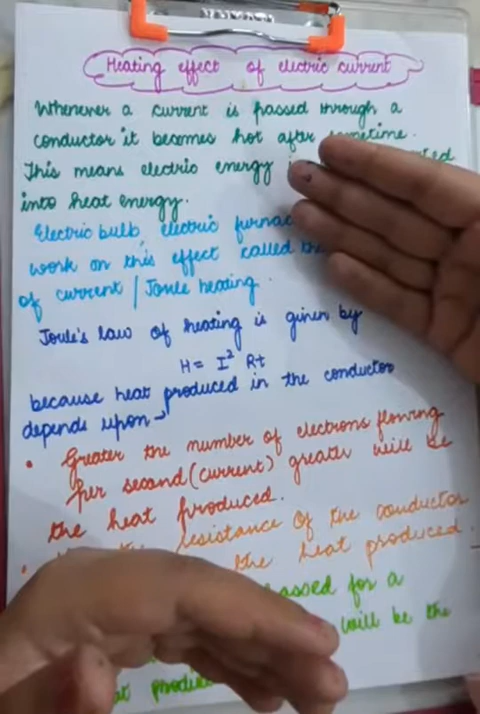 Heating effect of electric current
Whenever a current is passed through a
conductor it becomes hot after sometime.
This means electric energy
into heat energy.
Electric bulb, electric
work on this effect called
of current / Joule heating.
Joule's law of heating is given by
H = I² Rt
because heat produced in the conductor
depends upon→
• Greater the number of electrons flowing
per second (current) greater will be
the heat produced.
• resistance of the conductor
the heat produced.
passed for a
will be the